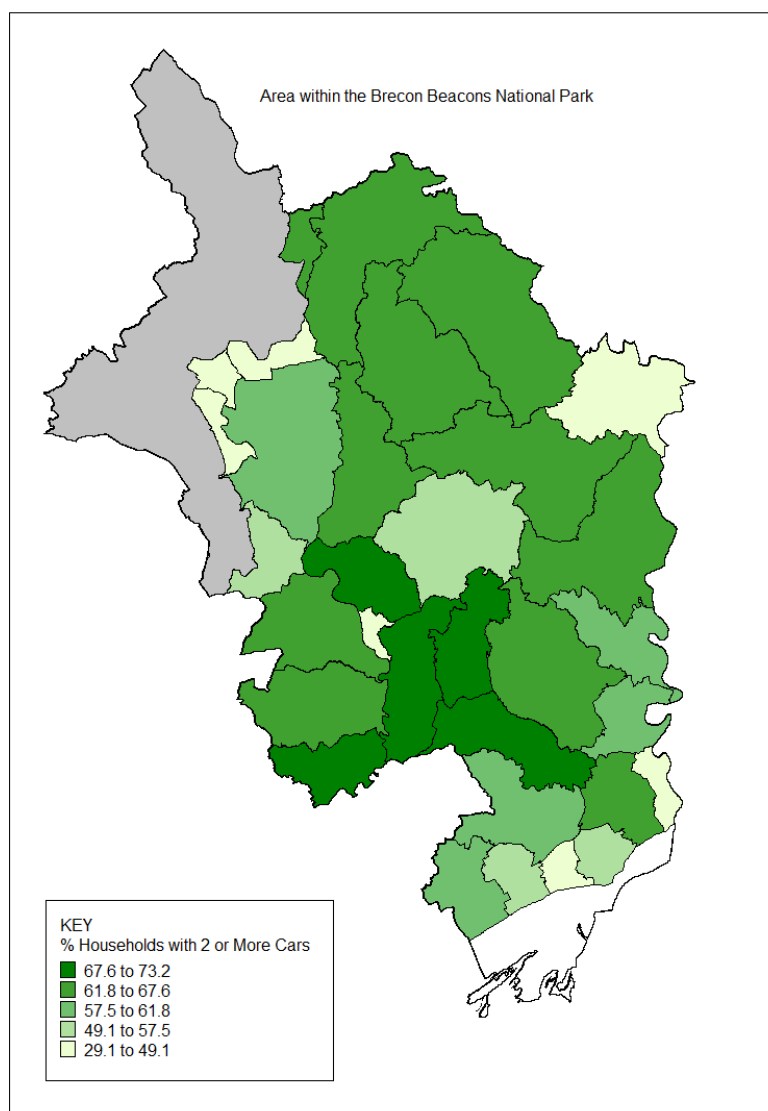 Area within the Brecon Beacons National Park
KEY
% Households with 2 or More Cars
67.6 to 73.2
61.8 to 67.6
57.5 to 61.8
49.1 to 57.5
29.1 to 49.1